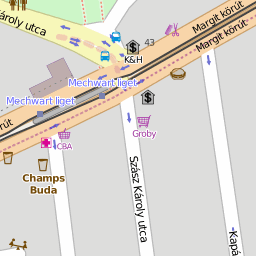 Károly utca
K&H
43
Margit körút
Margit körút
Mechwart liget
Mechwart liget
Groby
CBA
Champs
Buda
Szász Károly utca
rút
Kapá